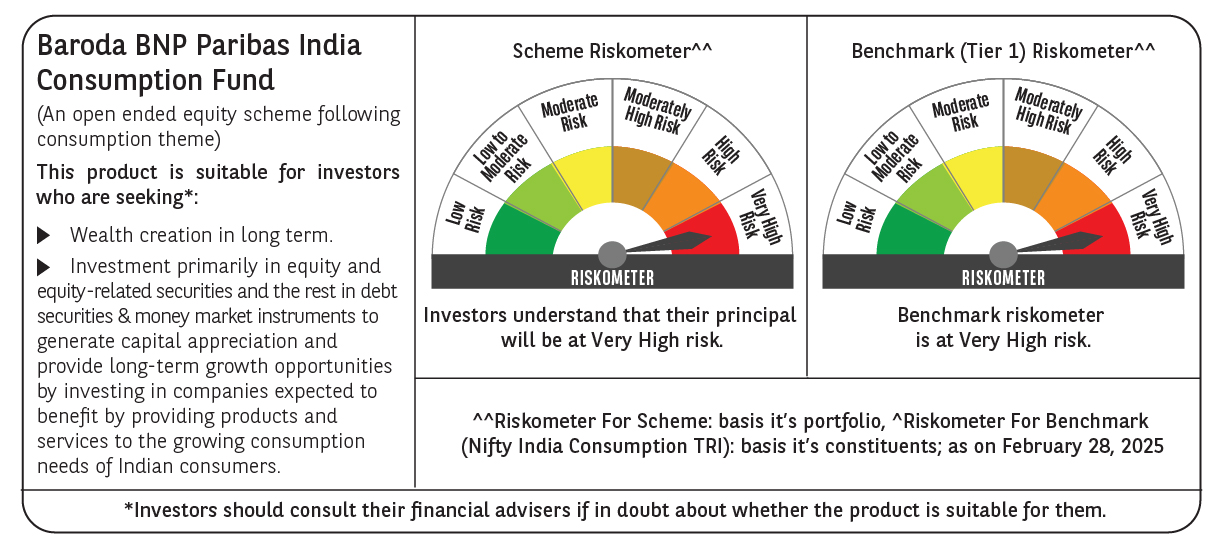 Baroda BNP Paribas India
Consumption Fund
(An open ended equity scheme following
consumption theme)
This product is suitable for investors
who are seeking*:
▶ Wealth creation in long term.
▶ Investment primarily in equity and
equity-related securities and the rest in debt
securities & money market instruments to
generate capital appreciation and
provide long-term growth opportunities
by investing in companies expected to
benefit by providing products and
services to the growing consumption
needs of Indian consumers.
Scheme Riskometer^^
Low
Risk
Low to
Moderate
Risk
Moderate
Risk
Moderately
High Risk
High
Risk
Very High
Risk
RISKOMETER
Investors understand that their principal
will be at Very High risk.
Benchmark (Tier 1) Riskometer^^
Low
Risk
Low to
Moderate
Risk
Moderate
Risk
Moderately
High Risk
High
Risk
Very High
Risk
RISKOMETER
Benchmark riskometer
is at Very High risk.
^^Riskometer For Scheme: basis it's portfolio, ^Riskometer For Benchmark
(Nifty India Consumption TRI): basis it's constituents; as on February 28, 2025
*Investors should consult their financial advisers if in doubt about whether the product is suitable for them.